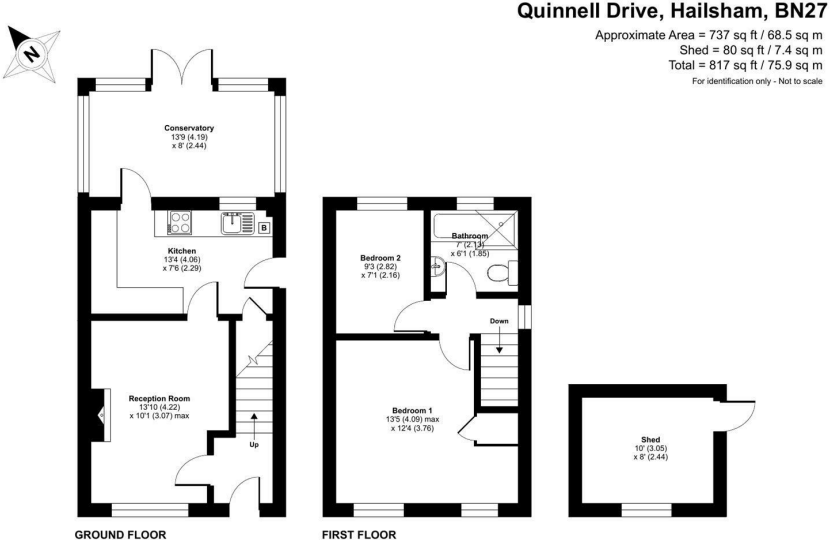 Quinnell Drive, Hailsham, BN27
Approximate Area = 737 sq ft / 68.5 sq m
Shed = 80 sq ft / 7.4 sq m
Total = 817 sq ft / 75.9 sq m
For identification only - Not to scale
N
Conservatory
13'9 (4.19)
x 8' (2.44)
Kitchen
13'4 (4.06)
x 7'6 (2.29)
B
Reception Room
13'10 (4.22)
x 10'1 (3.07) max
Up
GROUND FLOOR
Bedroom 2
9'3 (2.82)
x 7'1 (2.16)
Bathroom
7' (2.13)
x 6'1 (1.85)
Down
Bedroom 1
13'5 (4.09) max
x 12'4 (3.76)
FIRST FLOOR
Shed
10' (3.05)
x 8' (2.44)